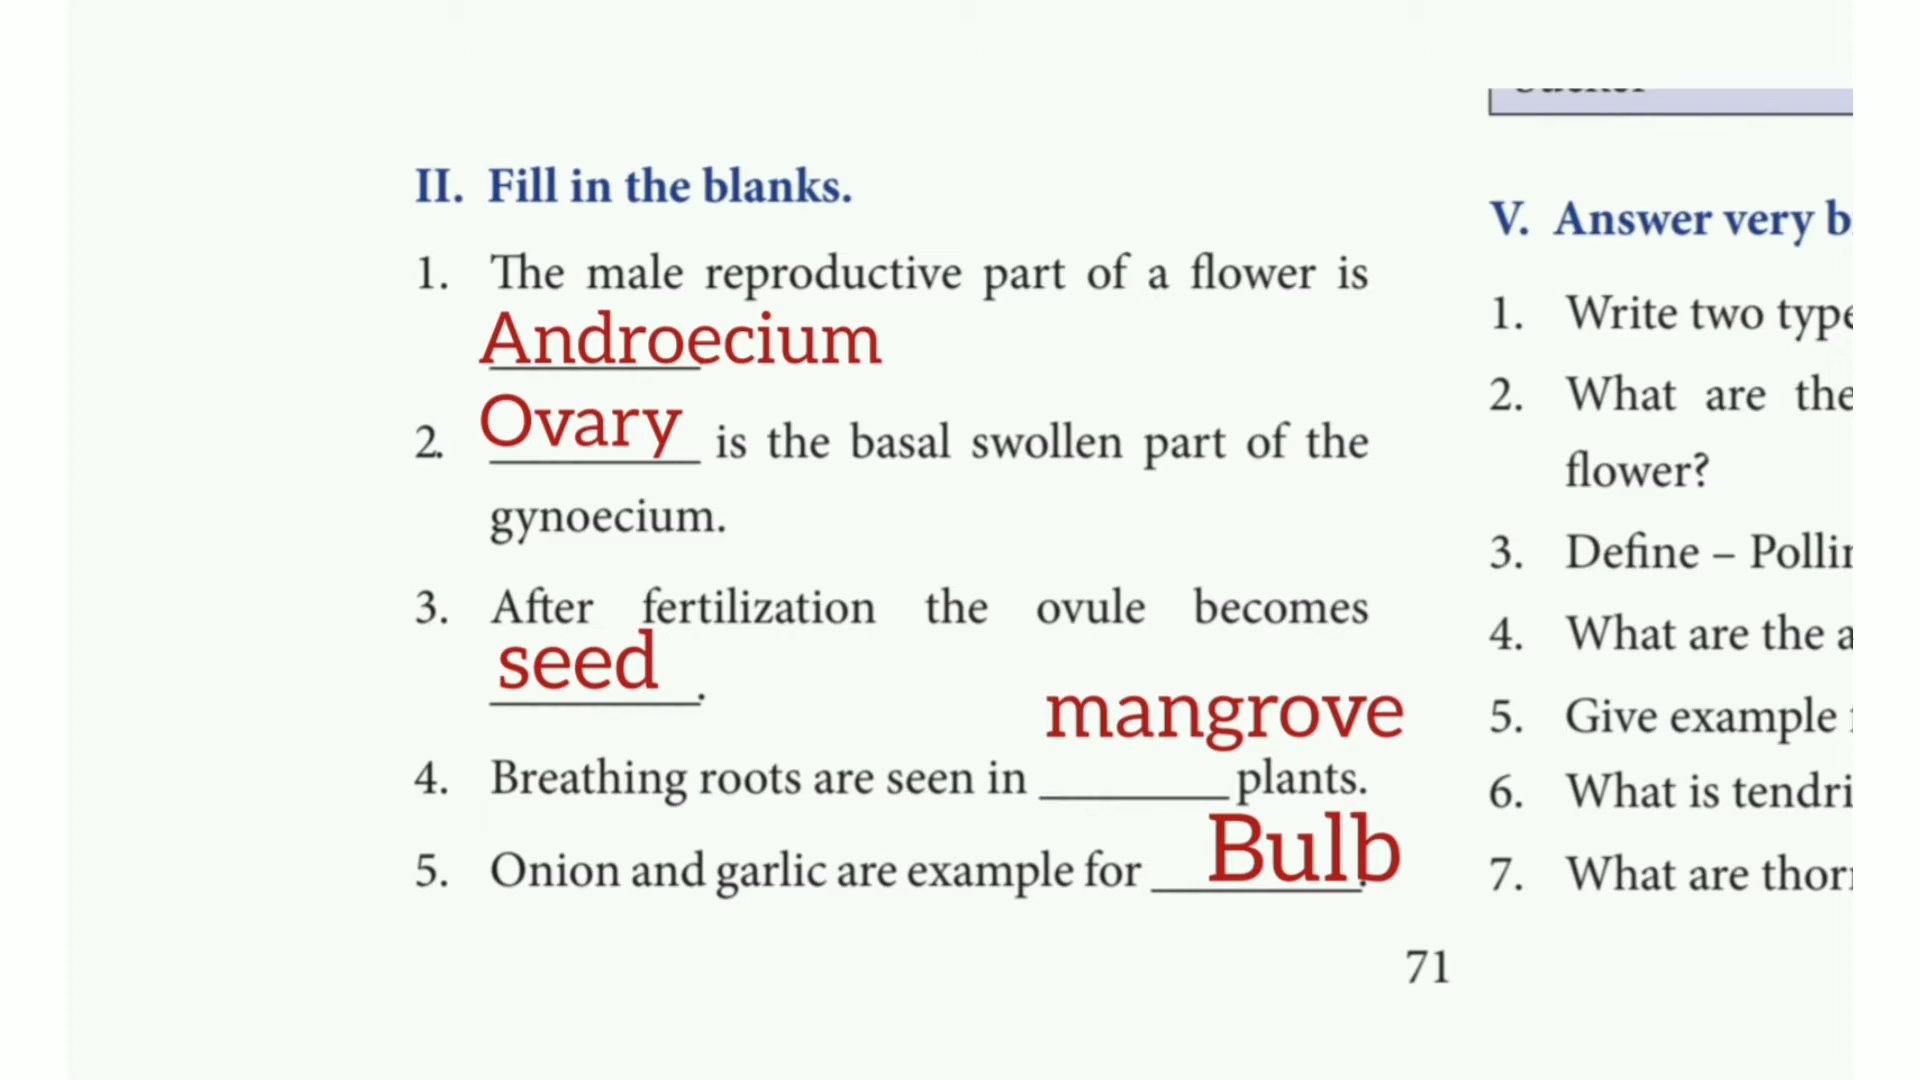 II. Fill in the blanks.
1. The male reproductive part of a flower is
Androecium
2. Ovary is the basal swollen part of the
gynoecium.
3. After fertilization the ovule becomes
seed.
mangrove
4. Breathing roots are seen in ________ plants.
5. Onion and garlic are example for Bulb.
71
V. Answer very b
1. Write two type
2. What are the
flower?
3. Define – Pollin
4. What are the a
5. Give example
6. What is tendri
7. What are thor